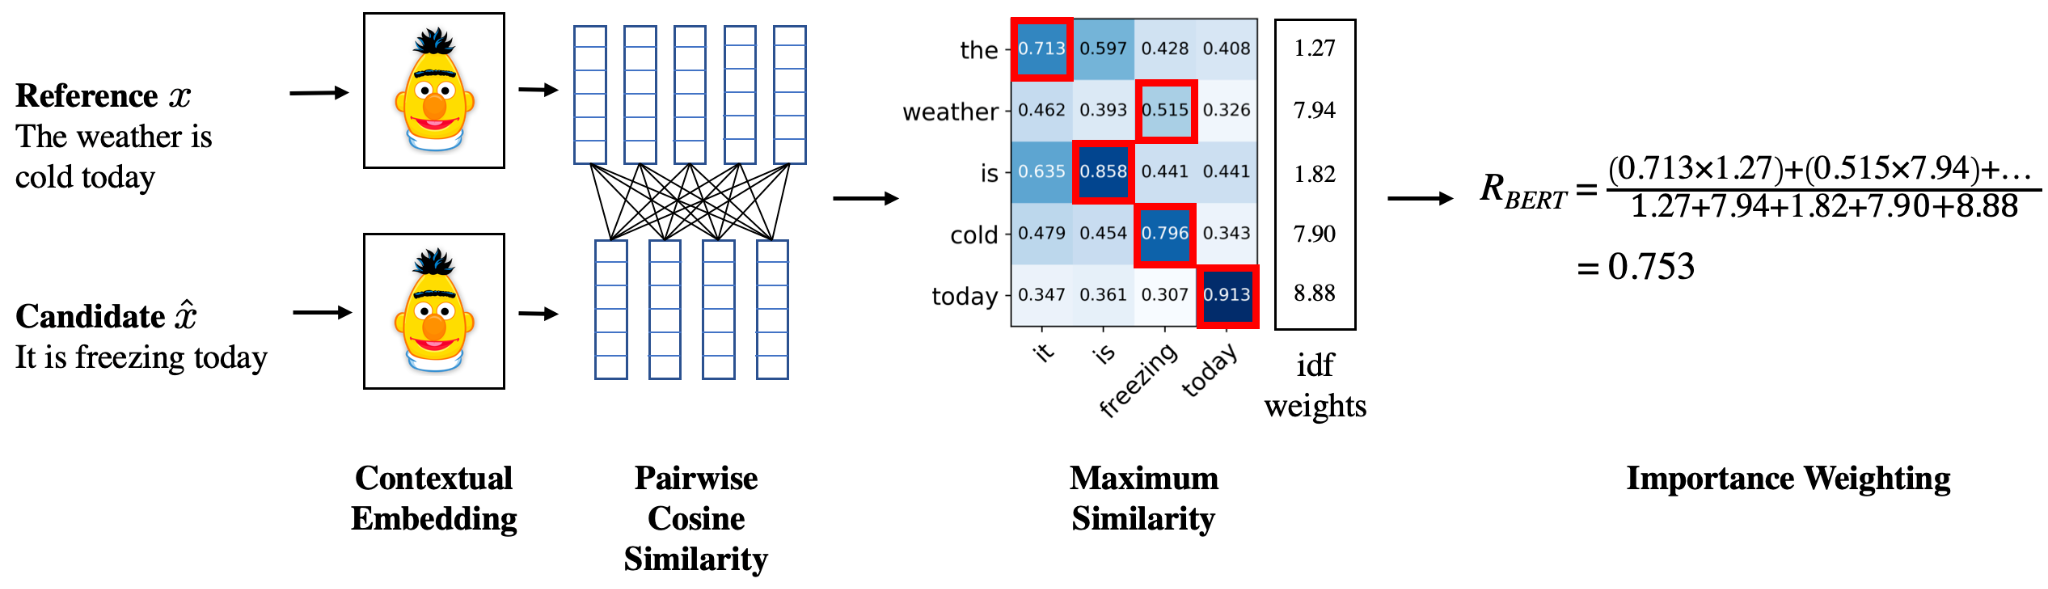 Reference x
The weather is
cold today
Candidate x̂
It is freezing today
Contextual
Embedding
Pairwise
Cosine
Similarity
the 0.713 0.597 0.428 0.408 1.27
weather 0.462 0.393 0.515 0.326 7.94
is 0.635 0.858 0.441 0.441 1.82
cold 0.479 0.454 0.796 0.343 7.90
today 0.347 0.361 0.307 0.913 8.88
it is freezing today
idf
weights
Maximum
Similarity
R_BERT = (0.713×1.27)+(0.515×7.94)+...
1.27+7.94+1.82+7.90+8.88
= 0.753
Importance Weighting